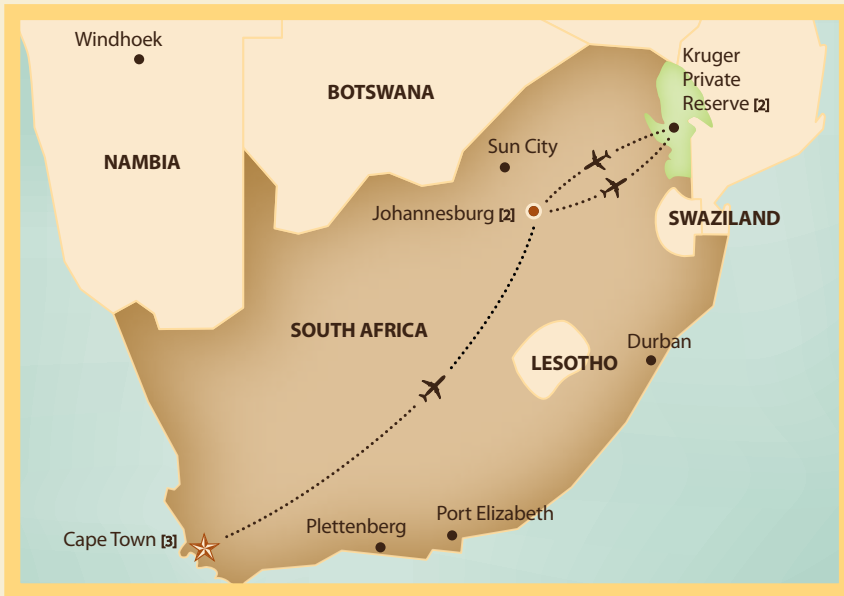 Windhoek
Kruger
Private
Reserve [2]
BOTSWANA
Sun City
NAMBIA
Johannesburg [2]
SWAZILAND
SOUTH AFRICA
Durban
LESOTHO
Port Elizabeth
Plettenberg
Cape Town [3]